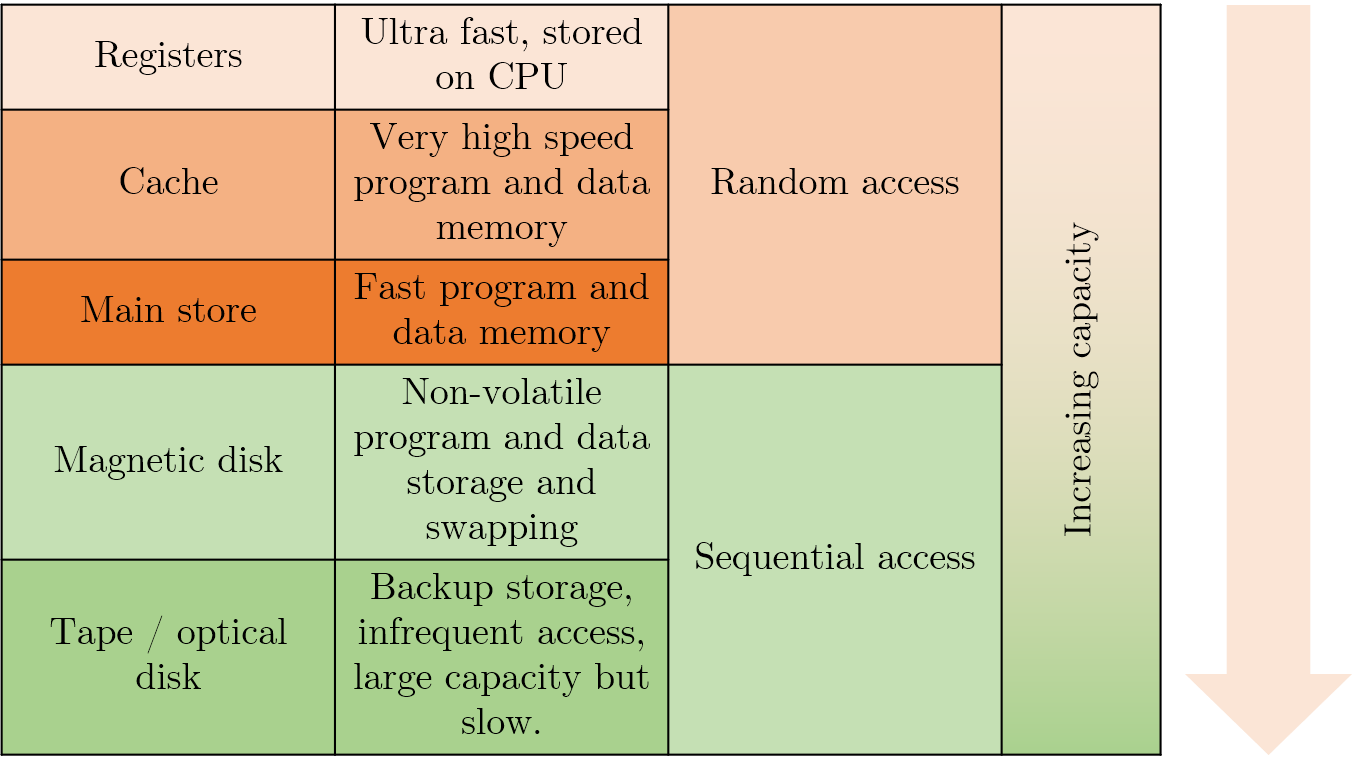 Registers
Ultra fast, stored
on CPU
Cache
Very high speed
program and data
memory
Random access
Main store
Fast program and
data memory
Magnetic disk
Non-volatile
program and data
storage and
swapping
Sequential access
Tape / optical
disk
Backup storage,
infrequent access,
large capacity but
slow.
Increasing capacity